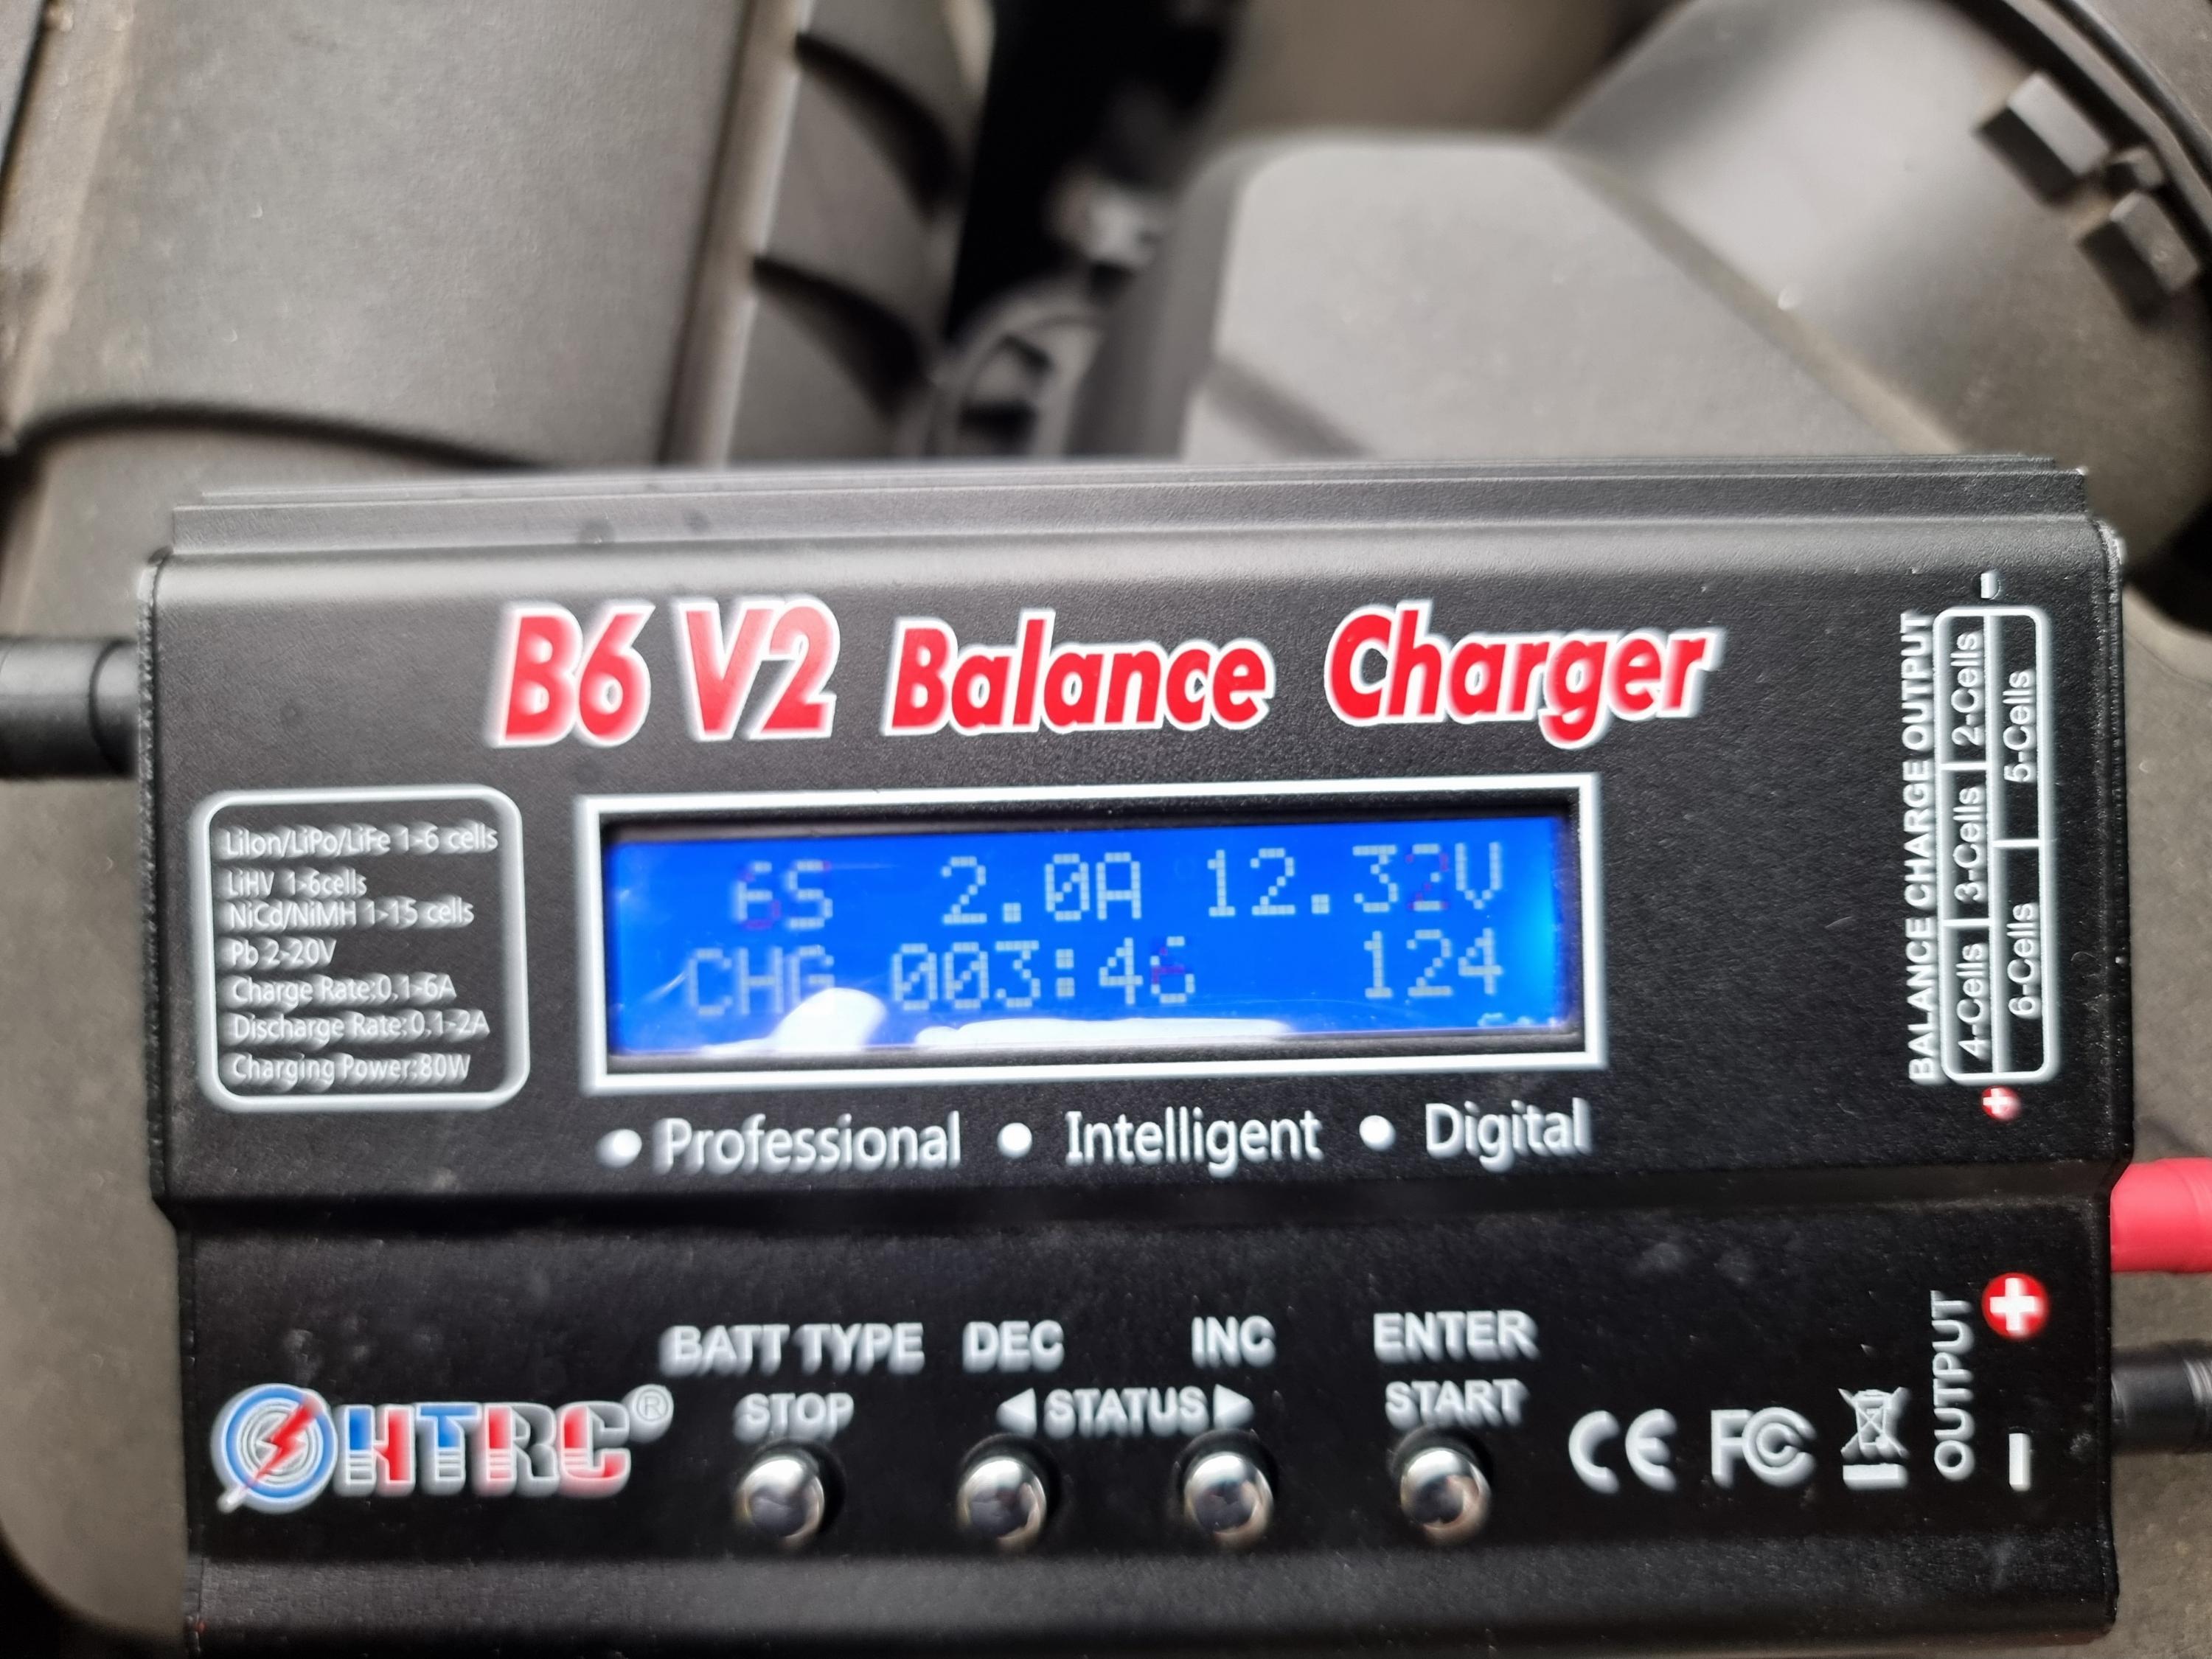 B6 V2 Balance Charger
LiIon/LiPo/LiFe 1-6 cells
LiHV 1-6cells
NiCd/NiMH 1-15 cells
Pb 2-20V
Charge Rate:0.1-6A
Discharge Rate:0.1-2A
Charging Power:80W
6S 2.0A 12.32V
CHG 003:46 124
Professional Intelligent Digital
BALANCE CHARGE OUTPUT
4-Cells 3-Cells 2-Cells
6-Cells 5-Cells
BATT TYPE DEC INC ENTER
STOP ◀ STATUS ▶ START
HTRC®
CE FC
OUTPUT